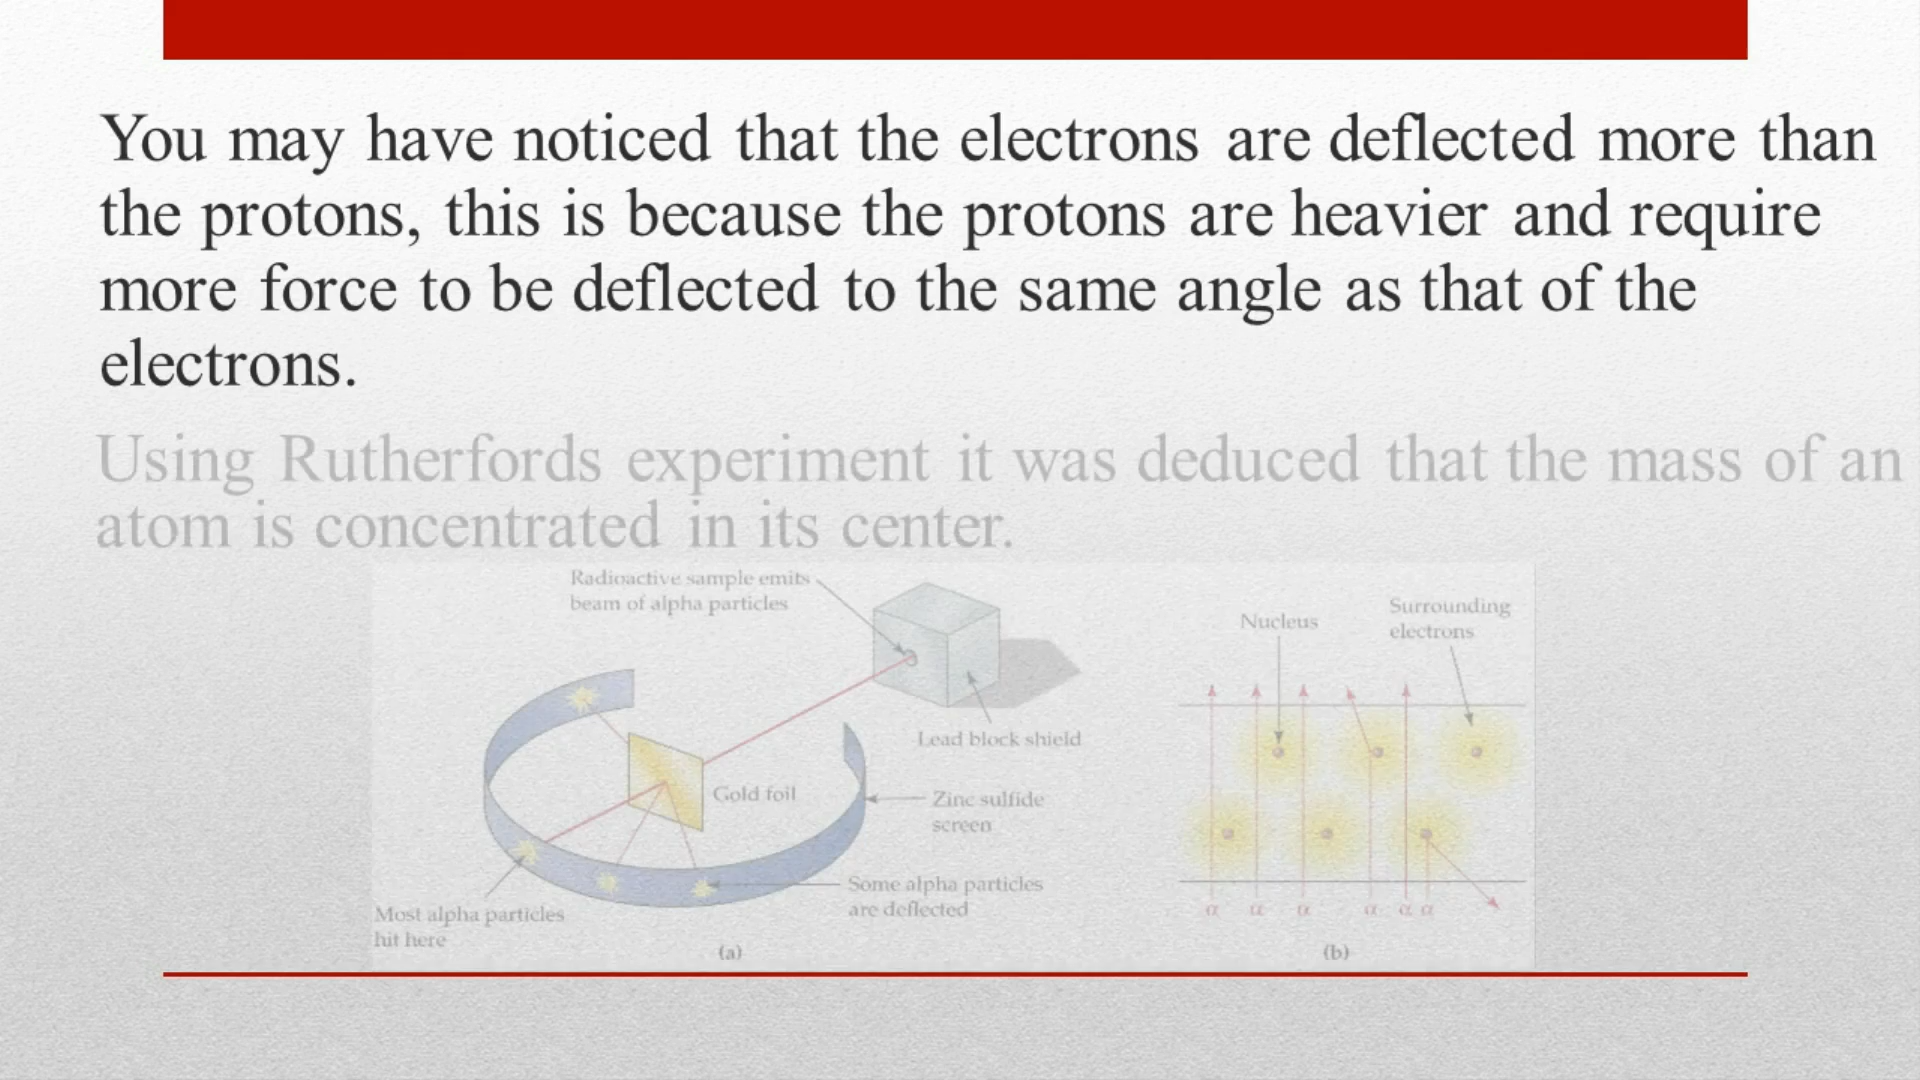 You may have noticed that the electrons are deflected more than
the protons, this is because the protons are heavier and require
more force to be deflected to the same angle as that of the
electrons.
Using Rutherfords experiment it was deduced that the mass of an
atom is concentrated in its center.
Radioactive sample emits
beam of alpha particles
Lead block shield
Gold foil
Zinc sulfide
screen
Some alpha particles
are deflected
Most alpha particles
hit here
(a)
Nucleus
Surrounding
electrons
α α α α α α
(b)